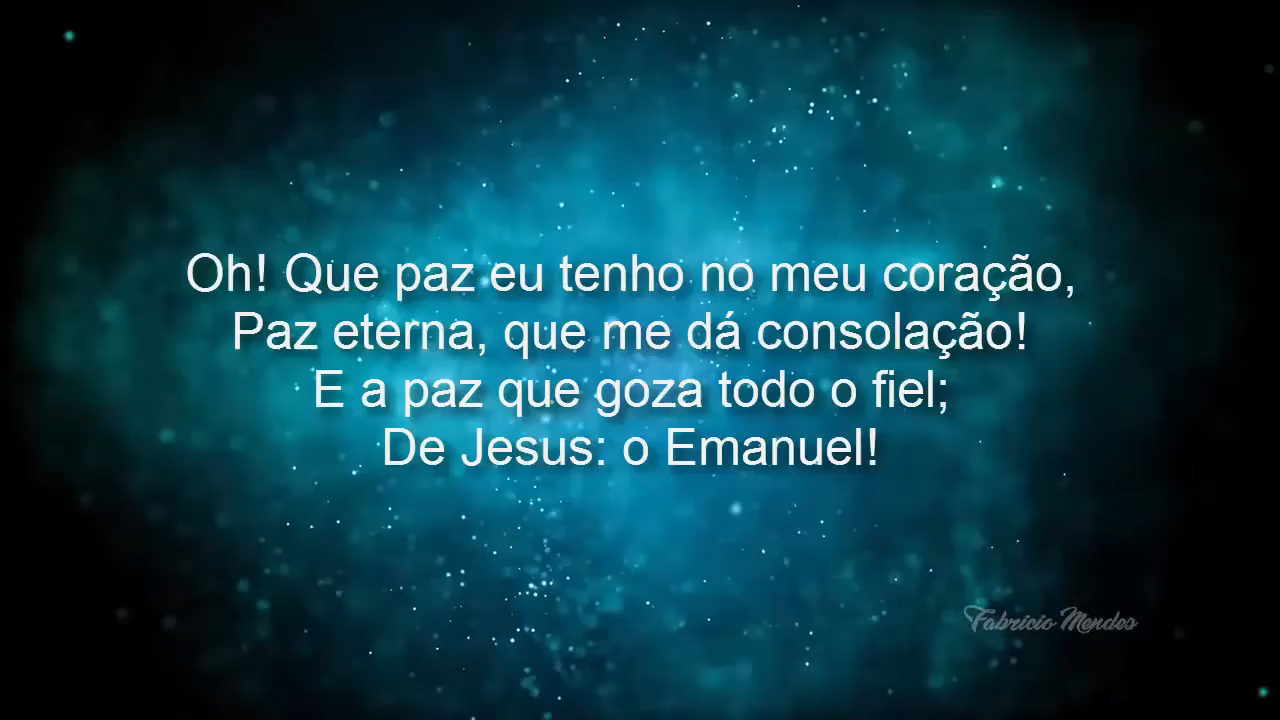 Oh! Que paz eu tenho no meu coração,
Paz eterna, que me dá consolação!
E a paz que goza todo o fiel;
De Jesus: o Emanuel!
Fabricio Mendes